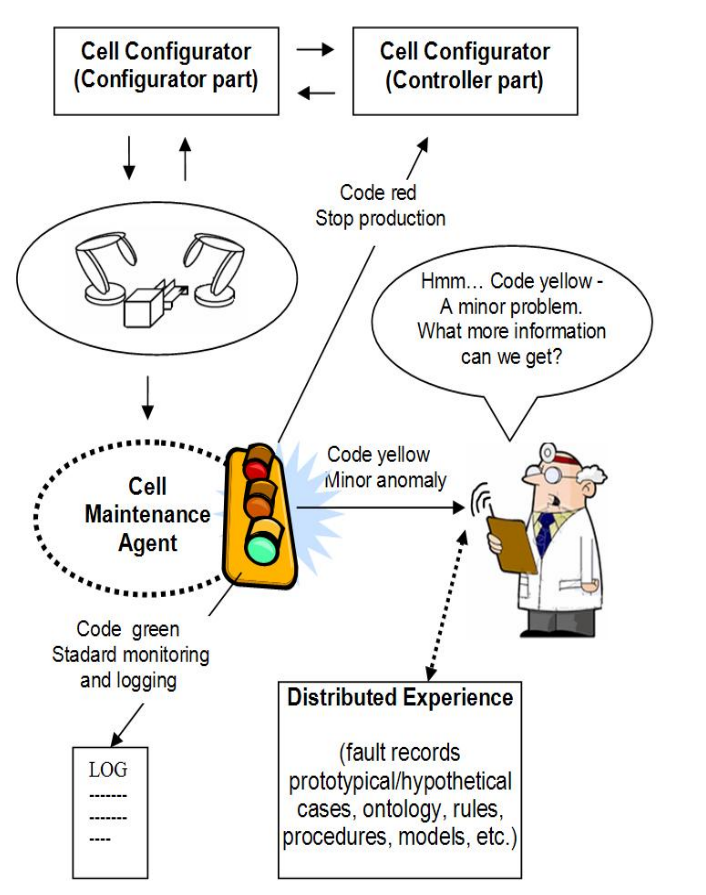 Cell Configurator
(Configurator part)
Cell Configurator
(Controller part)
Code red
Stop production
Hmm… Code yellow -
A minor problem.
What more information
can we get?
Code yellow
Minor anomaly
Cell
Maintenance
Agent
Code green
Stadard monitoring
and logging
LOG
-------
-------
----
Distributed Experience
(fault records
prototypical/hypothetical
cases, ontology, rules,
procedures, models, etc.)